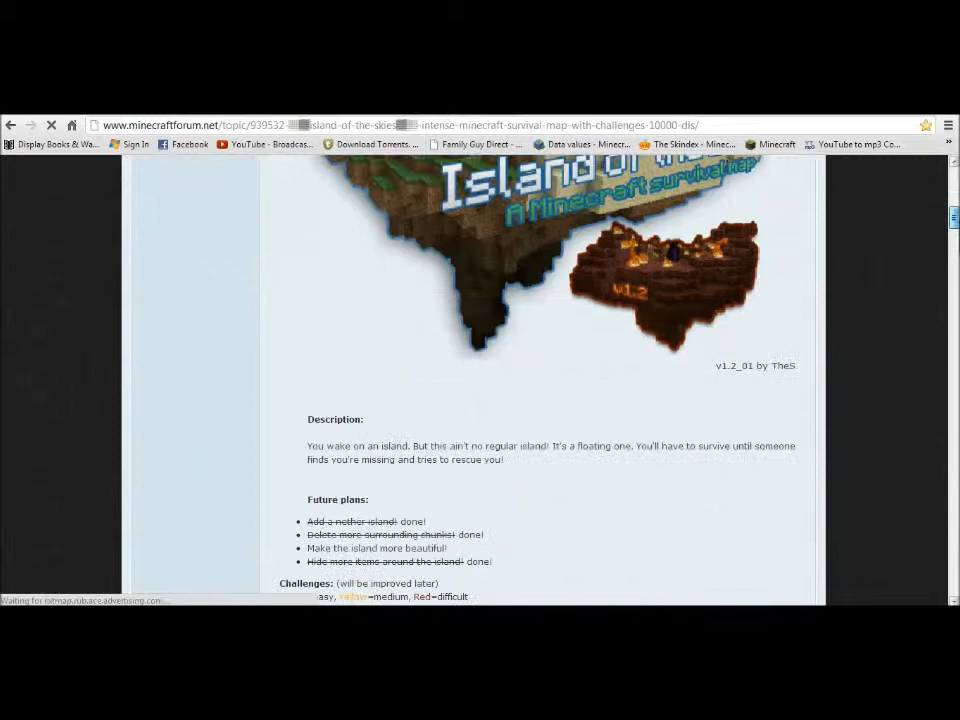 www.minecraftforum.net/topic/939532- island-of-the-skies -intense-minecraft-survival-map-with-challenges-10000-dls/
Display Books & Wa... Sign In Facebook YouTube - Broadcas... Download Torrents. ... Family Guy Direct - ... Data values - Minecr... The Skindex - Minec... Minecraft YouTube to mp3 Co... »
Island of
A Minecraft survival map
v1.2
v1.2_01 by TheS
Description:
You wake on an island. But this ain't no regular island! It's a floating one. You'll have to survive until someone
finds you're missing and tries to rescue you!
Future plans:
• Add a nether island! done!
• Delete more surrounding chunks! done!
• Make the island more beautiful!
• Hide more items around the island! done!
Challenges: (will be improved later)
asy, Yellow=medium, Red=difficult